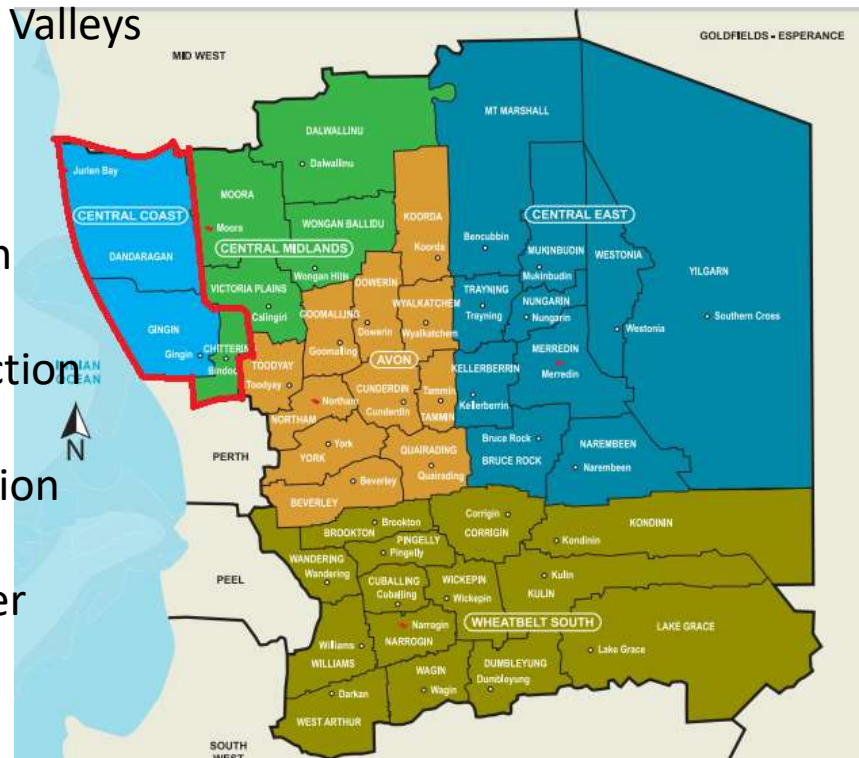 Valleys
MID WEST
GOLDFIELDS - ESPERANCE
MT MARSHALL
DALWALLINU
Dalwallinu
Jurien Bay
MOORA
KOORDA
CENTRAL COAST
WONGAN BALLIDU
CENTRAL EAST
Moora
CENTRAL MIDLANDS
Koorda
Bencubbin
MUKINBUDIN
WESTONIA
DANDARAGAN
Wongan Hills
DOWERIN
Mukinbudin
YILGARN
VICTORIA PLAINS
TRAYNING
NUNGARIN
Calingiri
GOOMALLING
WYALKATCHEM
Trayning
Nungarin
Southern Cross
GINGIN
Dowerin
Wyalkatchem
Westonia
Gingin
CHITTERING
Goomalling
MERREDIN
TOODYAY
AVON
KELLERBERRIN
Merredin
ction
OCEAN
Toodyay
CUNDERDIN
Tammin
Northam
Cunderdin
TAMMIN
Kellerberrin
N
NORTHAM
PERTH
York
YORK
QUAIRADING
Bruce Rock
BRUCE ROCK
NAREMBEEN
Quairading
Narembeen
ion
Beverley
BEVERLEY
Corrigin
KONDININ
Brookton
BROOKTON
CORRIGIN
PINGELLY
Pingelly
Kondinin
WANDERING
Wandering
PEEL
CUBALLING
Cuballing
WICKEPIN
Wickepin
Kulin
KULIN
er
Narrogin
NARROGIN
WHEATBELT SOUTH
LAKE GRACE
Williams
WILLIAMS
Lake Grace
WAGIN
DUMBLEYUNG
Dumbleyung
Darkan
Wagin
WEST ARTHUR
SOUTH
WEST